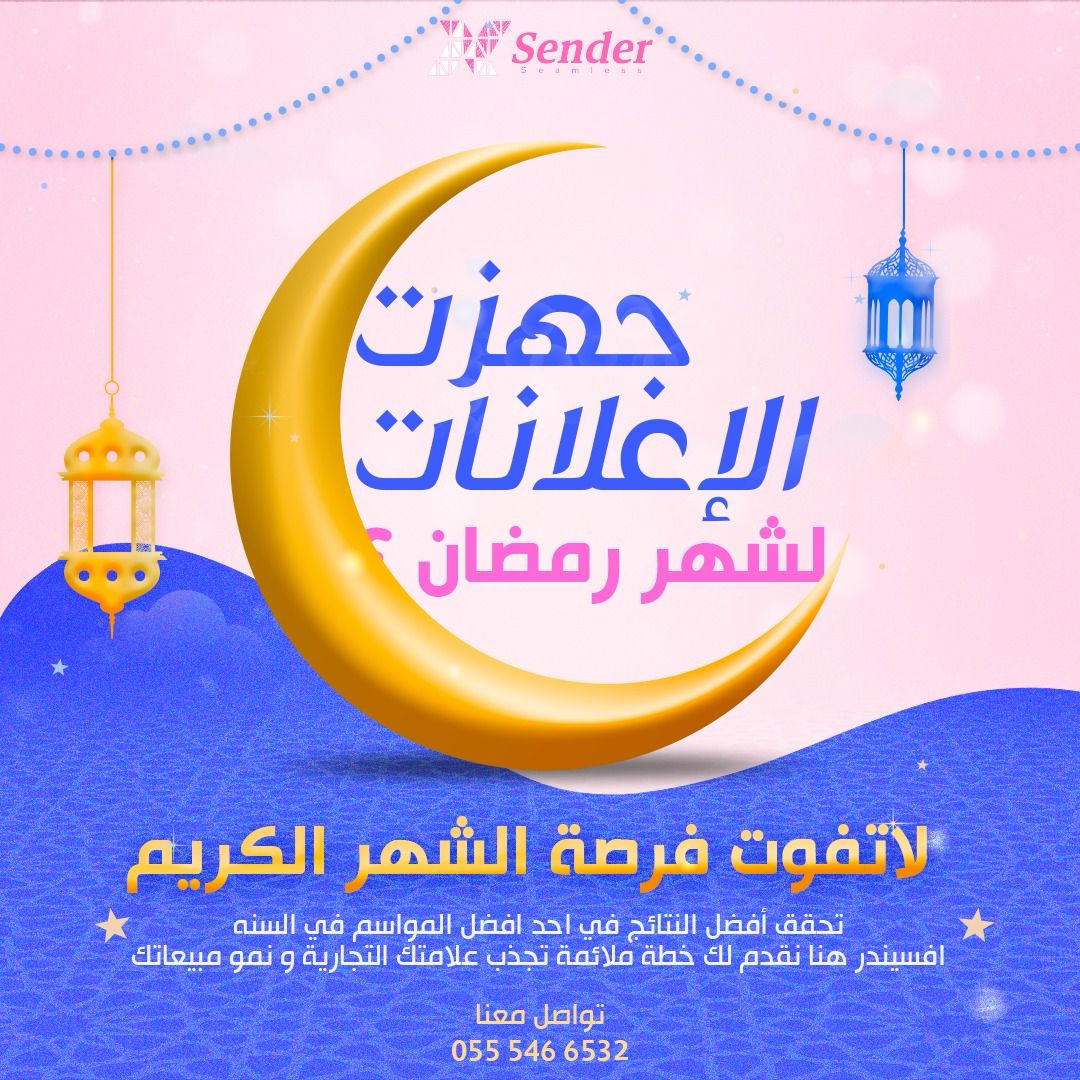 Sender
Seamless
جهزت
الإعلانات
لشهر رمضان ؟
لاتفوت فرصة الشهر الكريم
تحقق أفضل النتائج في احد افضل المواسم في السنه
افسيندر هنا نقدم لك خطة ملائمة تجذب علامتك التجارية و نمو مبيعاتك
تواصل معنا
055 546 6532